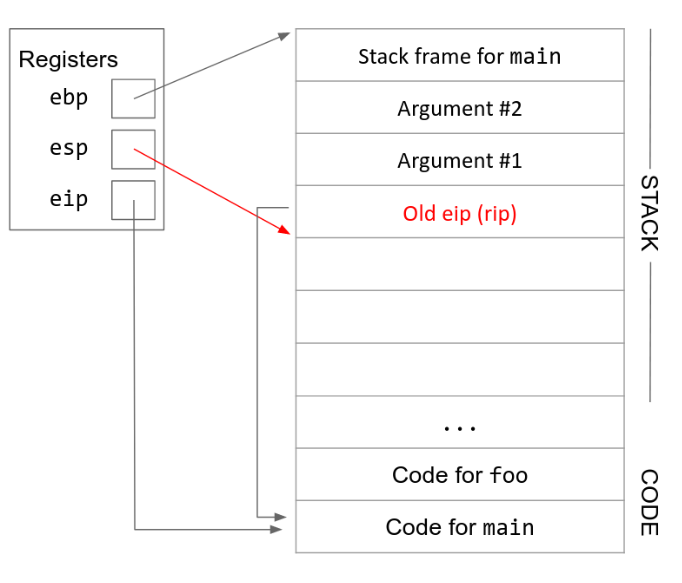 Registers
ebp
esp
eip
Stack frame for main
Argument #2
Argument #1
Old eip (rip)
...
Code for foo
Code for main
STACK
CODE